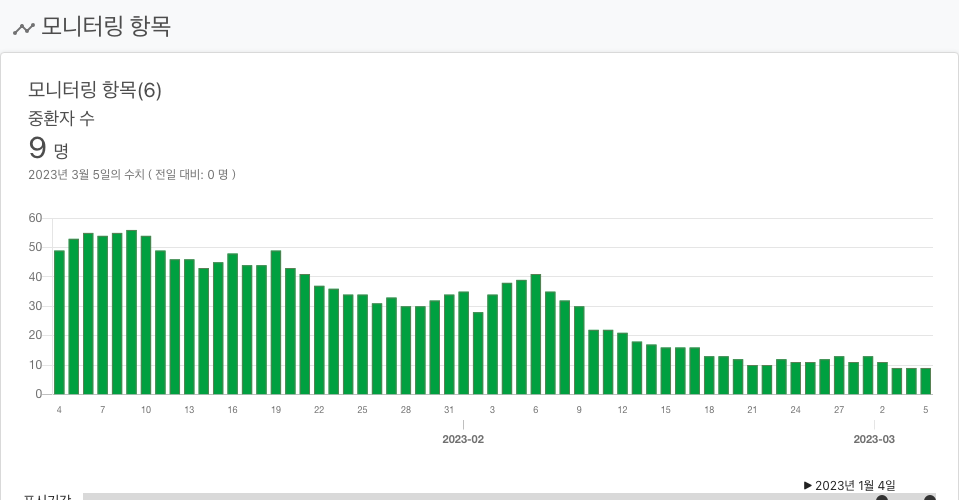 모니터링 항목
모니터링 항목(6)
중환자 수
9 명
2023년 3월 5일의 수치 ( 전일 대비: 0 명 )
60
50
40
30
20
10
0
4 7 10 13 16 19 22 25 28 31 3 6 9 12 15 18 21 24 27 2 5
2023-02 2023-03
▶ 2023년 1월 4일
표시기간